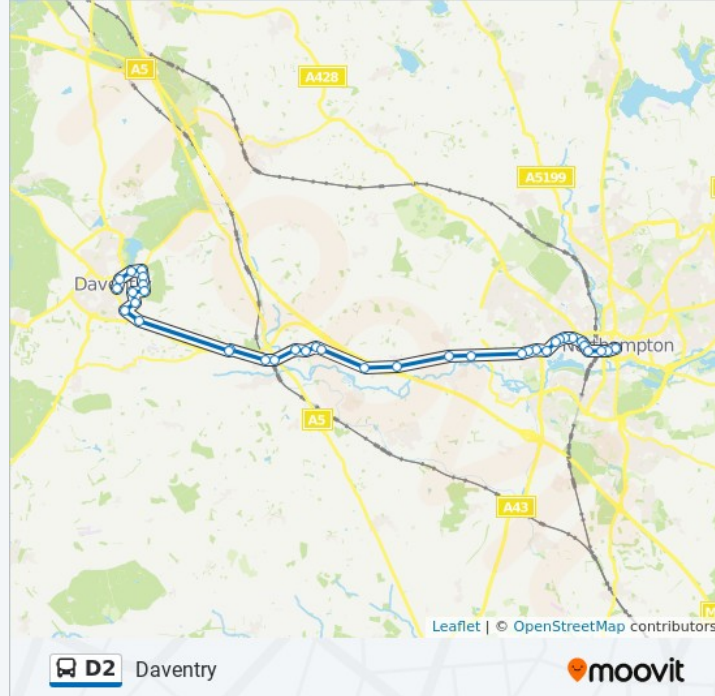 A5
A428
A5199
Daventry
Northampton
A5
A43
M
Leaflet | © OpenStreetMap contributors
D2 Daventry
moovit